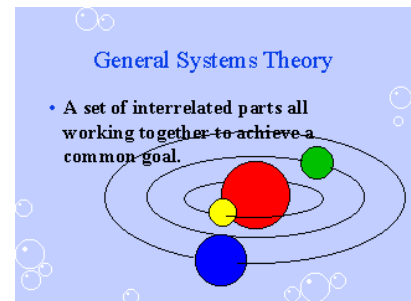 General Systems Theory
• A set of interrelated parts all
working together to achieve a
common goal.